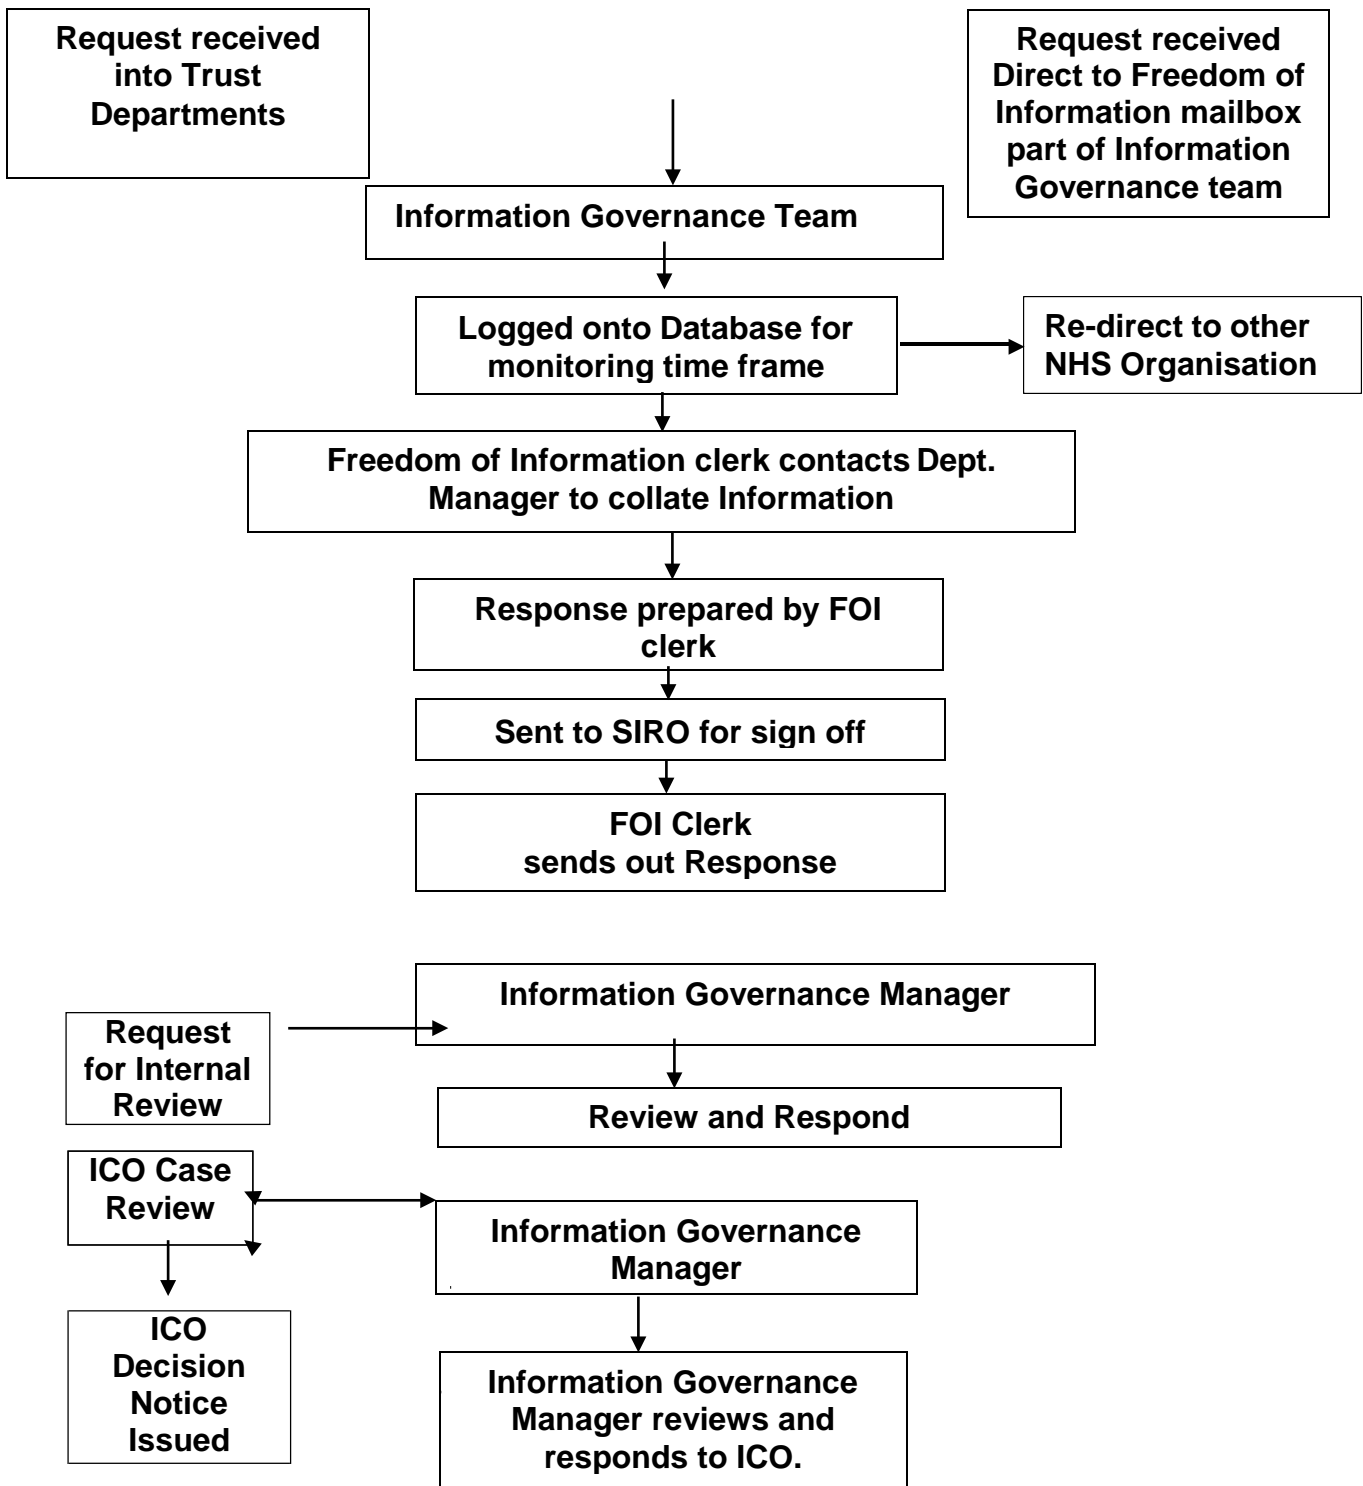 Request received
into Trust
Departments
Request received
Direct to Freedom of
Information mailbox
part of Information
Governance team
Information Governance Team
Logged onto Database for
monitoring time frame
Re-direct to other
NHS Organisation
Freedom of Information clerk contacts Dept.
Manager to collate Information
Response prepared by FOI
clerk
Sent to SIRO for sign off
FOI Clerk
sends out Response
Information Governance Manager
Request
for Internal
Review
Review and Respond
ICO Case
Review
Information Governance
Manager
ICO
Decision
Notice
Issued
Information Governance
Manager reviews and
responds to ICO.